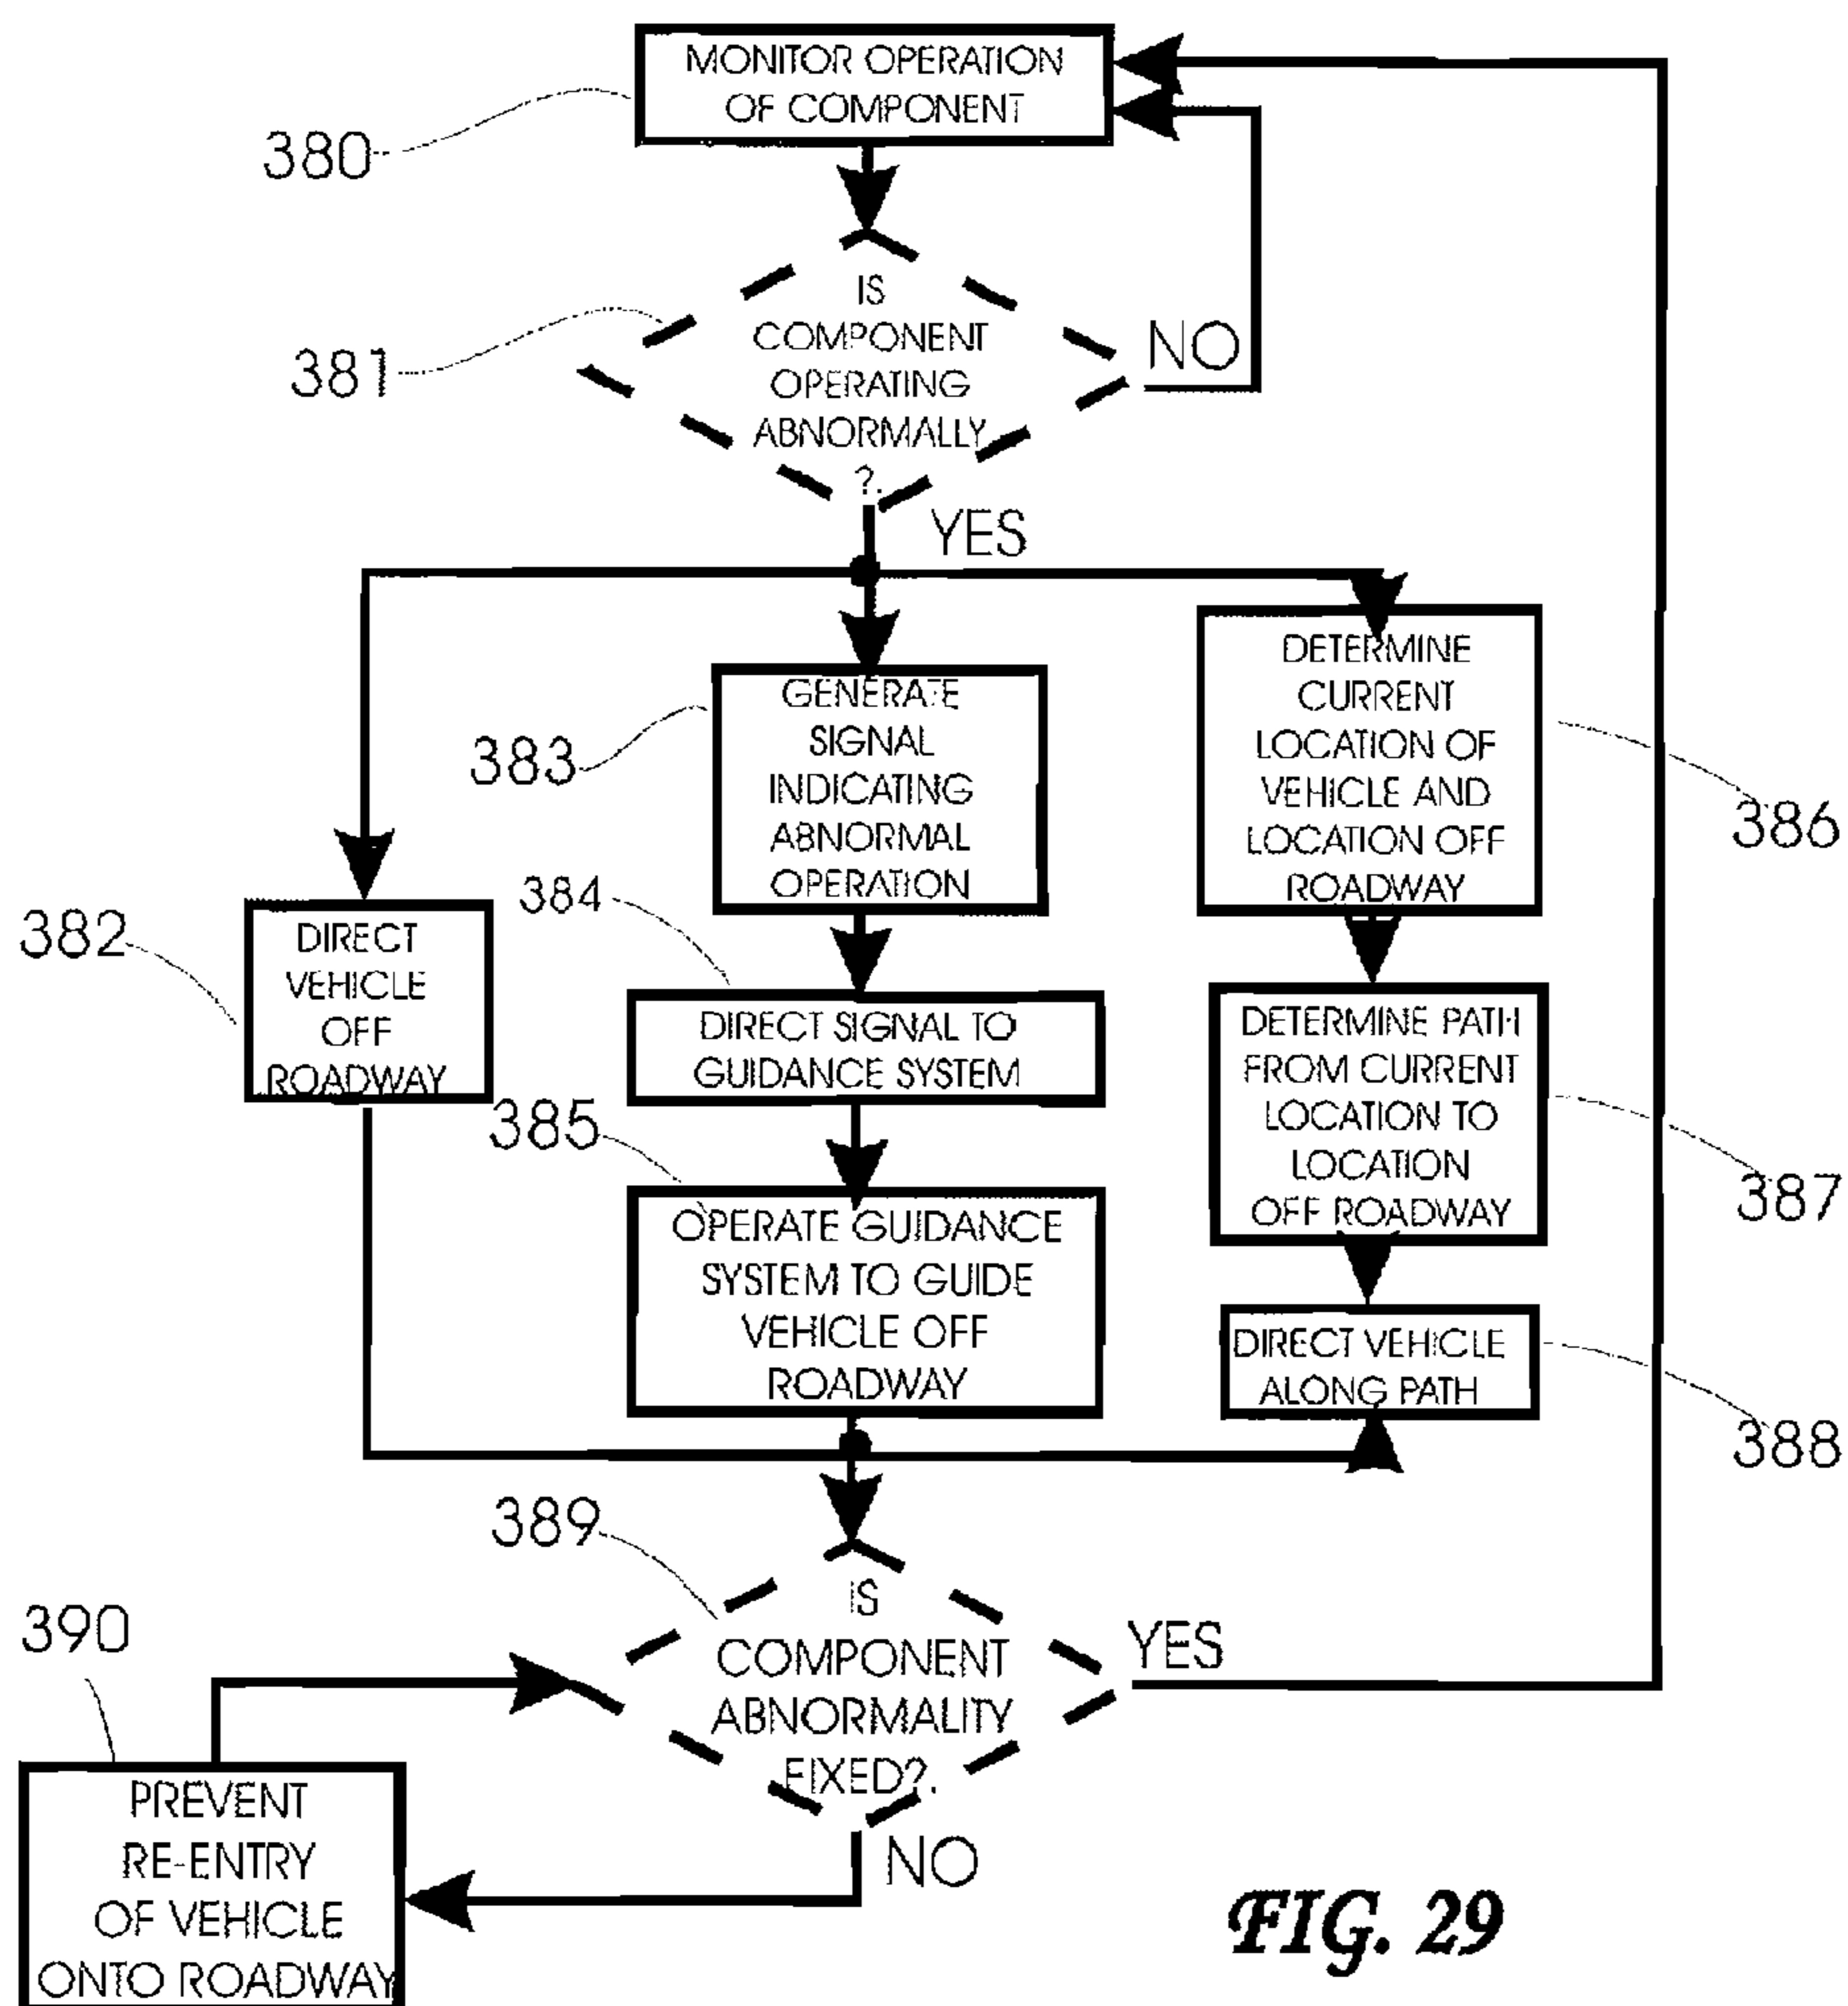 MONITOR OPERATION
OF COMPONENT
380
IS
COMPONENT
OPERATING
ABNORMALLY
?.
NO
381
YES
DETERMINE
CURRENT
LOCATION OF
VEHICLE AND
LOCATION OFF
ROADWAY
386
GENERATE
SIGNAL
INDICATING
ABNORMAL
OPERATION
383
384
DIRECT
VEHICLE
OFF
ROADWAY
382
DIRECT SIGNAL TO
GUIDANCE SYSTEM
DETERMINE PATH
FROM CURRENT
LOCATION TO
LOCATION
OFF ROADWAY
387
385
OPERATE GUIDANCE
SYSTEM TO GUIDE
VEHICLE OFF
ROADWAY
DIRECT VEHICLE
ALONG PATH
388
389
IS
COMPONENT
ABNORMALITY
FIXED?.
YES
390
NO
PREVENT
RE-ENTRY
OF VEHICLE
ONTO ROADWAY
FIG. 29